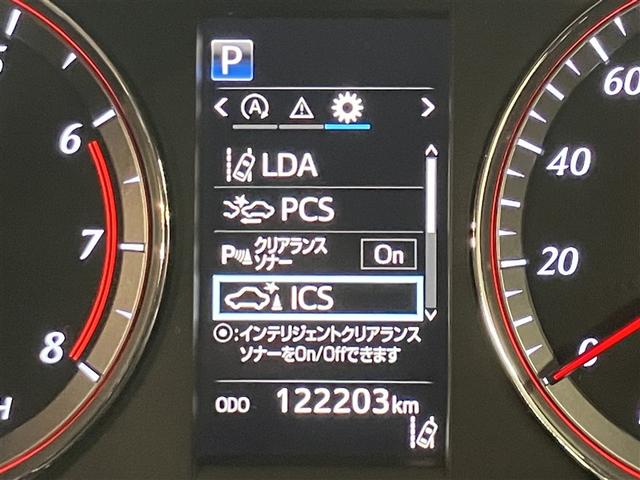 P
LDA
PCS
クリアランス
ソナー
On
ICS
:インテリジェントクリアランス
ソナーをOn/Offできます
ODO 122203km
6
7
8
60
40
20
0